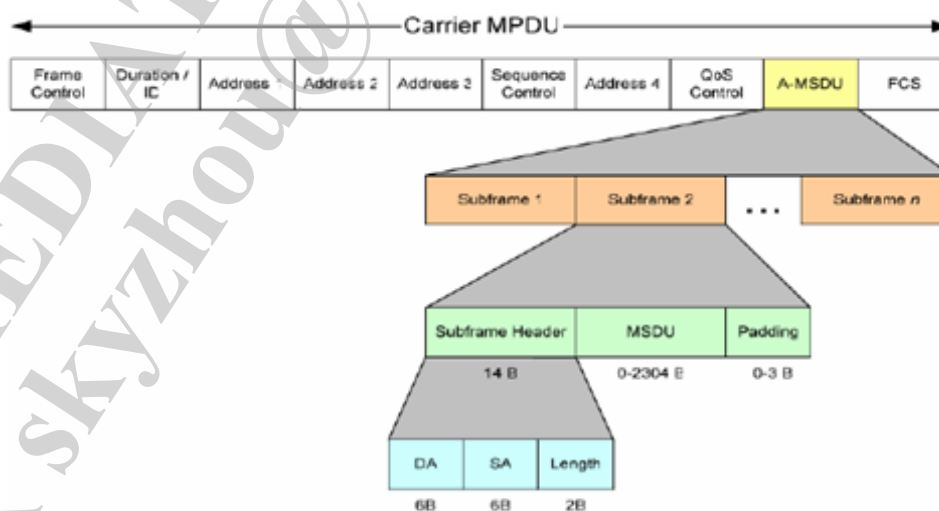 Carrier MPDU
Frame Control
Duration / IC
Address 1
Address 2
Address 3
Sequence Control
Address 4
QoS Control
A-MSDU
FCS
Subframe 1
Subframe 2
...
Subframe n
Subframe Header
MSDU
Padding
14 B
0-2304 B
0-3 B
DA
SA
Length
6B
6B
2B
skyzhou@